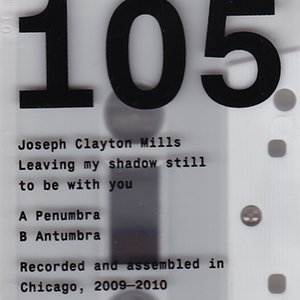 105
Joseph Clayton Mills
Leaving my shadow still
to be with you
A Penumbra
B Antumbra
Recorded and assembled in
Chicago, 2009—2010